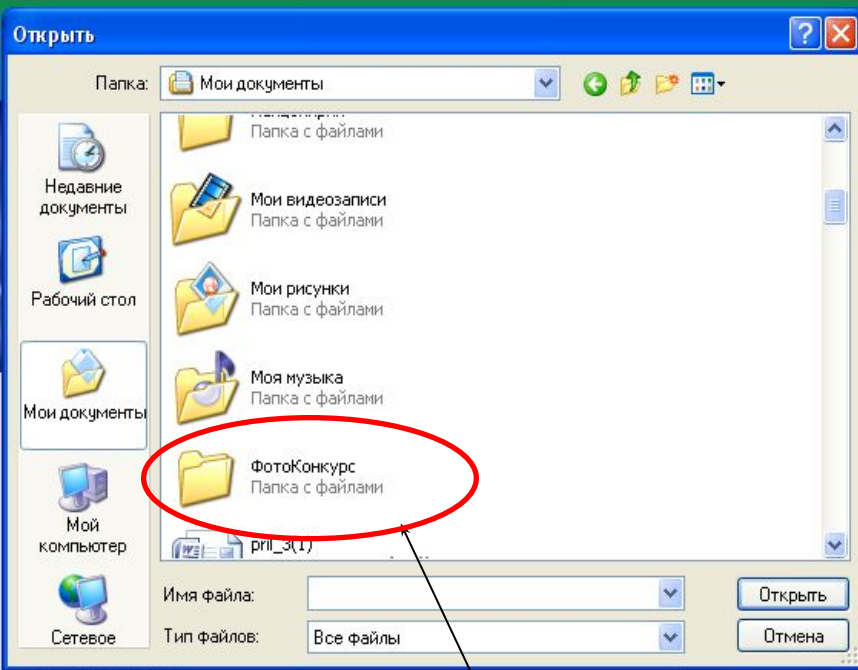 Открыть
Папка: Мои документы
Папка с файлами
Мои видеозаписи
Папка с файлами
Мои рисунки
Папка с файлами
Моя музыка
Папка с файлами
ФотоКонкурс
Папка с файлами
pril_3(1)
Недавние
документы
Рабочий стол
Мои документы
Мой
компьютер
Сетевое
Имя файла:
Открыть
Тип файлов: Все файлы
Отмена